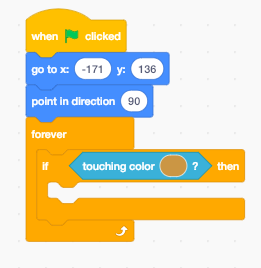 when clicked
go to x: -171 y: 136
point in direction 90
forever
if touching color ? then